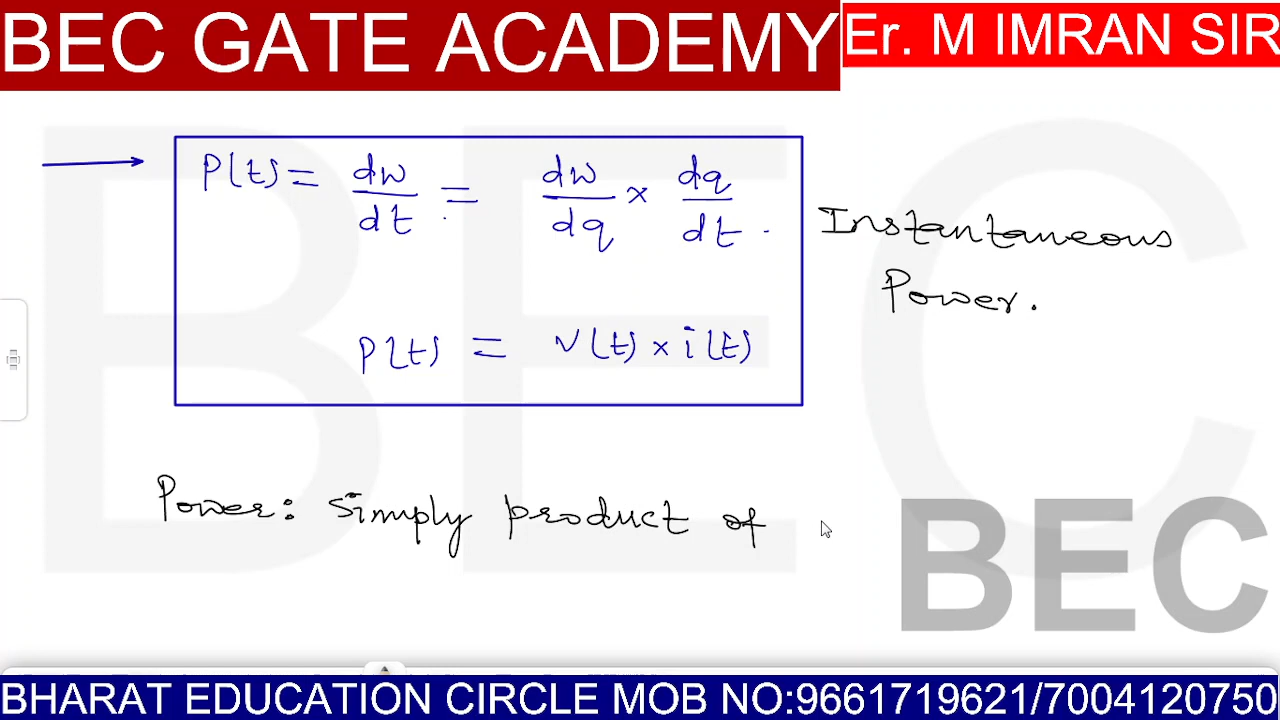 BEC GATE ACADEMY
Er. M IMRAN SIR
P(t) = dw/dt = dw/dq × dq/dt .
Instantaneous
Power.
P(t) = v(t) × i(t)
Power: simply product of
BEC
BEC
BHARAT EDUCATION CIRCLE MOB NO:9661719621/7004120750